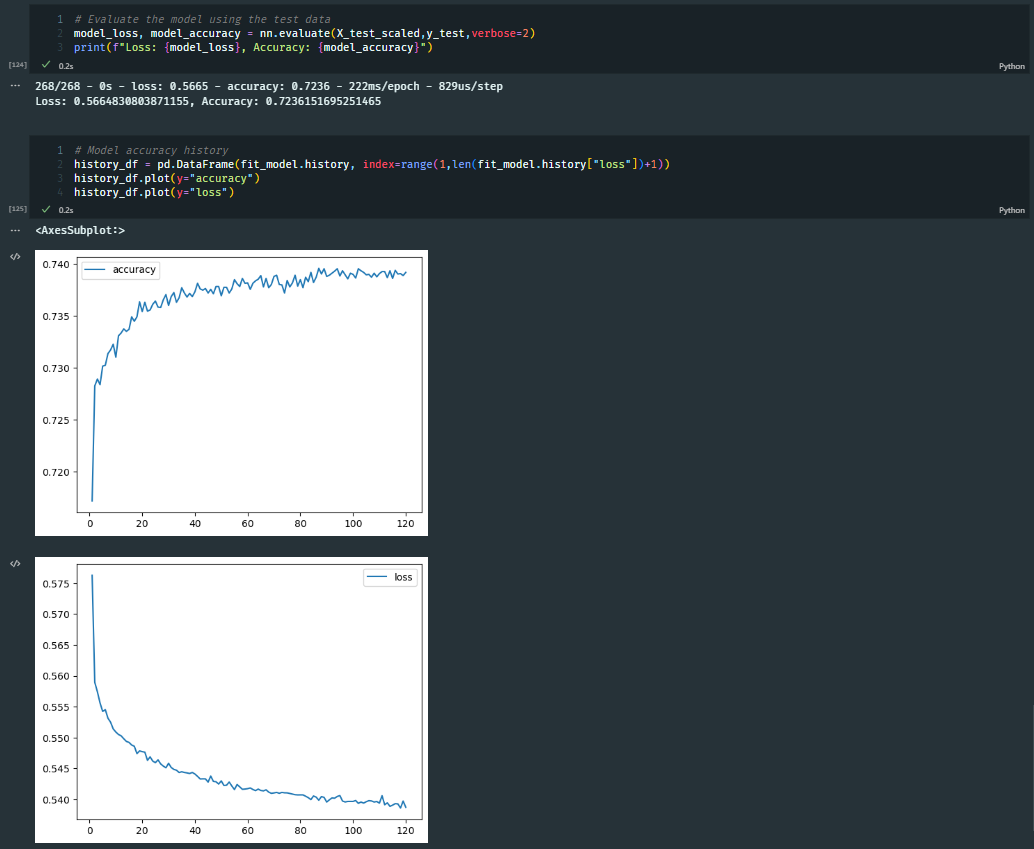 1 # Evaluate the model using the test data
2 model_loss, model_accuracy = nn.evaluate(X_test_scaled,y_test,verbose=2)
3 print(f"Loss: {model_loss}, Accuracy: {model_accuracy}")
[124] ✓ 0.2s Python
... 268/268 - 0s - loss: 0.5665 - accuracy: 0.7236 - 222ms/epoch - 829us/step
Loss: 0.5664830803871155, Accuracy: 0.7236151695251465
1 # Model accuracy history
2 history_df = pd.DataFrame(fit_model.history, index=range(1,len(fit_model.history["loss"])+1))
3 history_df.plot(y="accuracy")
4 history_df.plot(y="loss")
[125] ✓ 0.2s Python
... <AxesSubplot:>
</>
accuracy
0.740
0.735
0.730
0.725
0.720
0 20 40 60 80 100 120
</>
loss
0.575
0.570
0.565
0.560
0.555
0.550
0.545
0.540
0 20 40 60 80 100 120